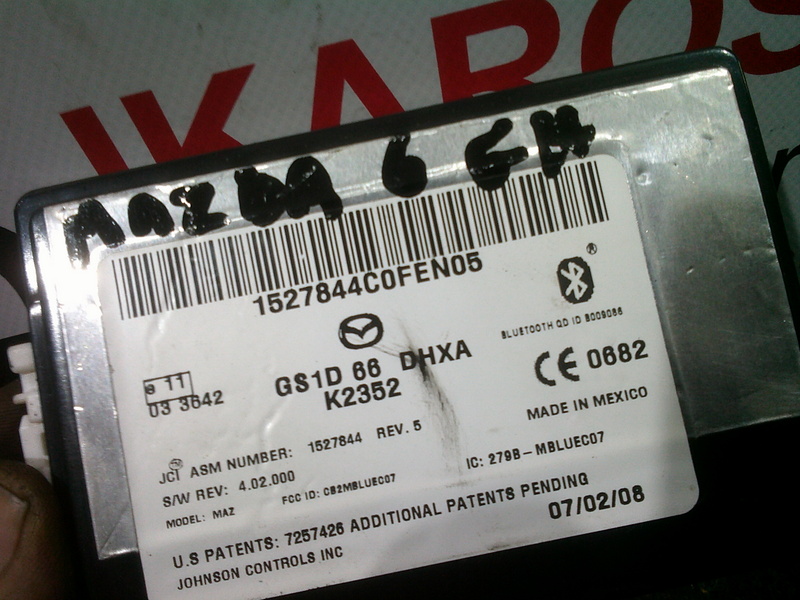 IKAROS
MAZDA 6 GH
1527844C0FEN05
®
BLUETOOTH QD ID B009086
GS1D 66 DHXA
K2352
CE 0682
e 11
03 3642
MADE IN MEXICO
JCI TM ASM NUMBER: 1527844 REV. 5
S/W REV: 4.02.000
IC: 279B-MBLUEC07
MODEL: MAZ
FCC ID: CB2MBLUEC07
U.S PATENTS: 7257426 ADDITIONAL PATENTS PENDING
JOHNSON CONTROLS INC
07/02/08